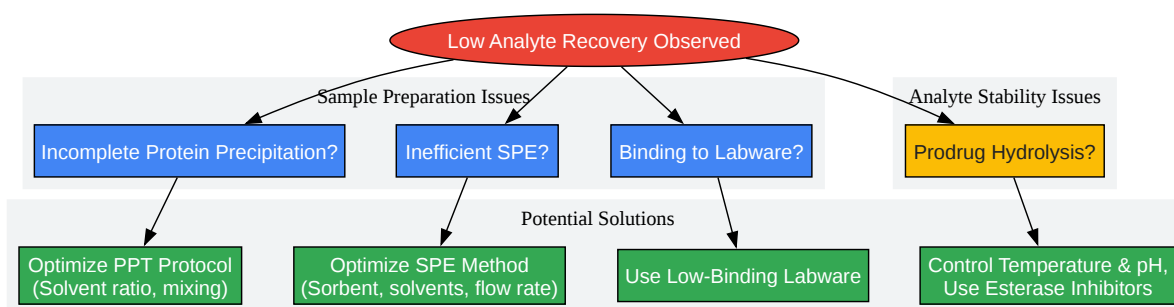 Low Analyte Recovery Observed
Sample Preparation Issues
Analyte Stability Issues
Incomplete Protein Precipitation?
Inefficient SPE?
Binding to Labware?
Prodrug Hydrolysis?
Potential Solutions
Optimize PPT Protocol
(Solvent ratio, mixing)
Optimize SPE Method
(Sorbent, solvents, flow rate)
Use Low-Binding Labware
Control Temperature & pH,
Use Esterase Inhibitors